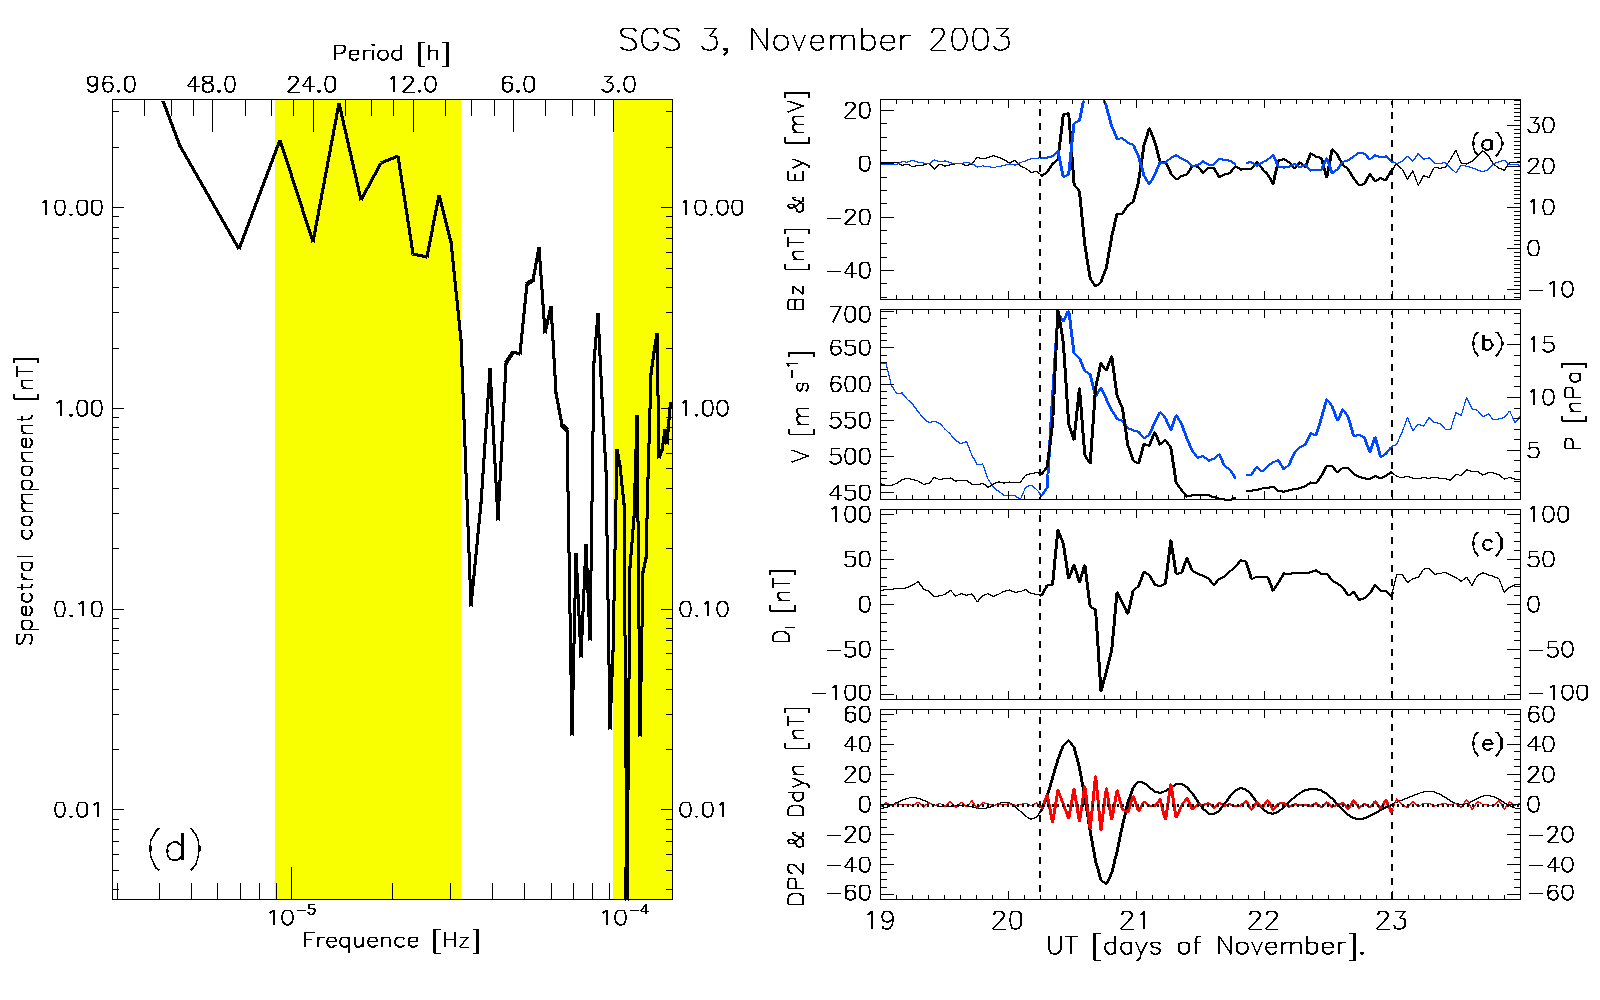 SGS 3, November 2003
Period [h]
96.0 48.0 24.0 12.0 6.0 3.0
10.00 10.00
1.00 1.00
0.10 0.10
0.01 0.01
Spectral component [nT]
(d)
10⁻⁵ 10⁻⁴
Frequence [Hz]
Bz [nT] & Ey [mV]
20 0 −20 −40
(a)
30 20 10 0 −10
V [m s⁻¹]
700 650 600 550 500 450
(b)
15 10 5
P [nPa]
D_I [nT]
100 50 0 −50 −100
(c)
100 50 0 −50 −100
DP2 & Ddyn [nT]
60 40 20 0 −20 −40 −60
(e)
60 40 20 0 −20 −40 −60
19 20 21 22 23
UT [days of November].